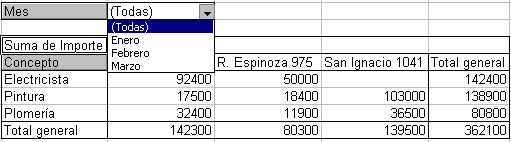 Mes (Todas)
(Todas)
Enero
Febrero
Marzo
Suma de Importe
Concepto R. Espinoza 975 San Ignacio 1041 Total general
Electricista 92400 50000 142400
Pintura 17500 18400 103000 138900
Plomería 32400 11900 36500 80800
Total general 142300 80300 139500 362100